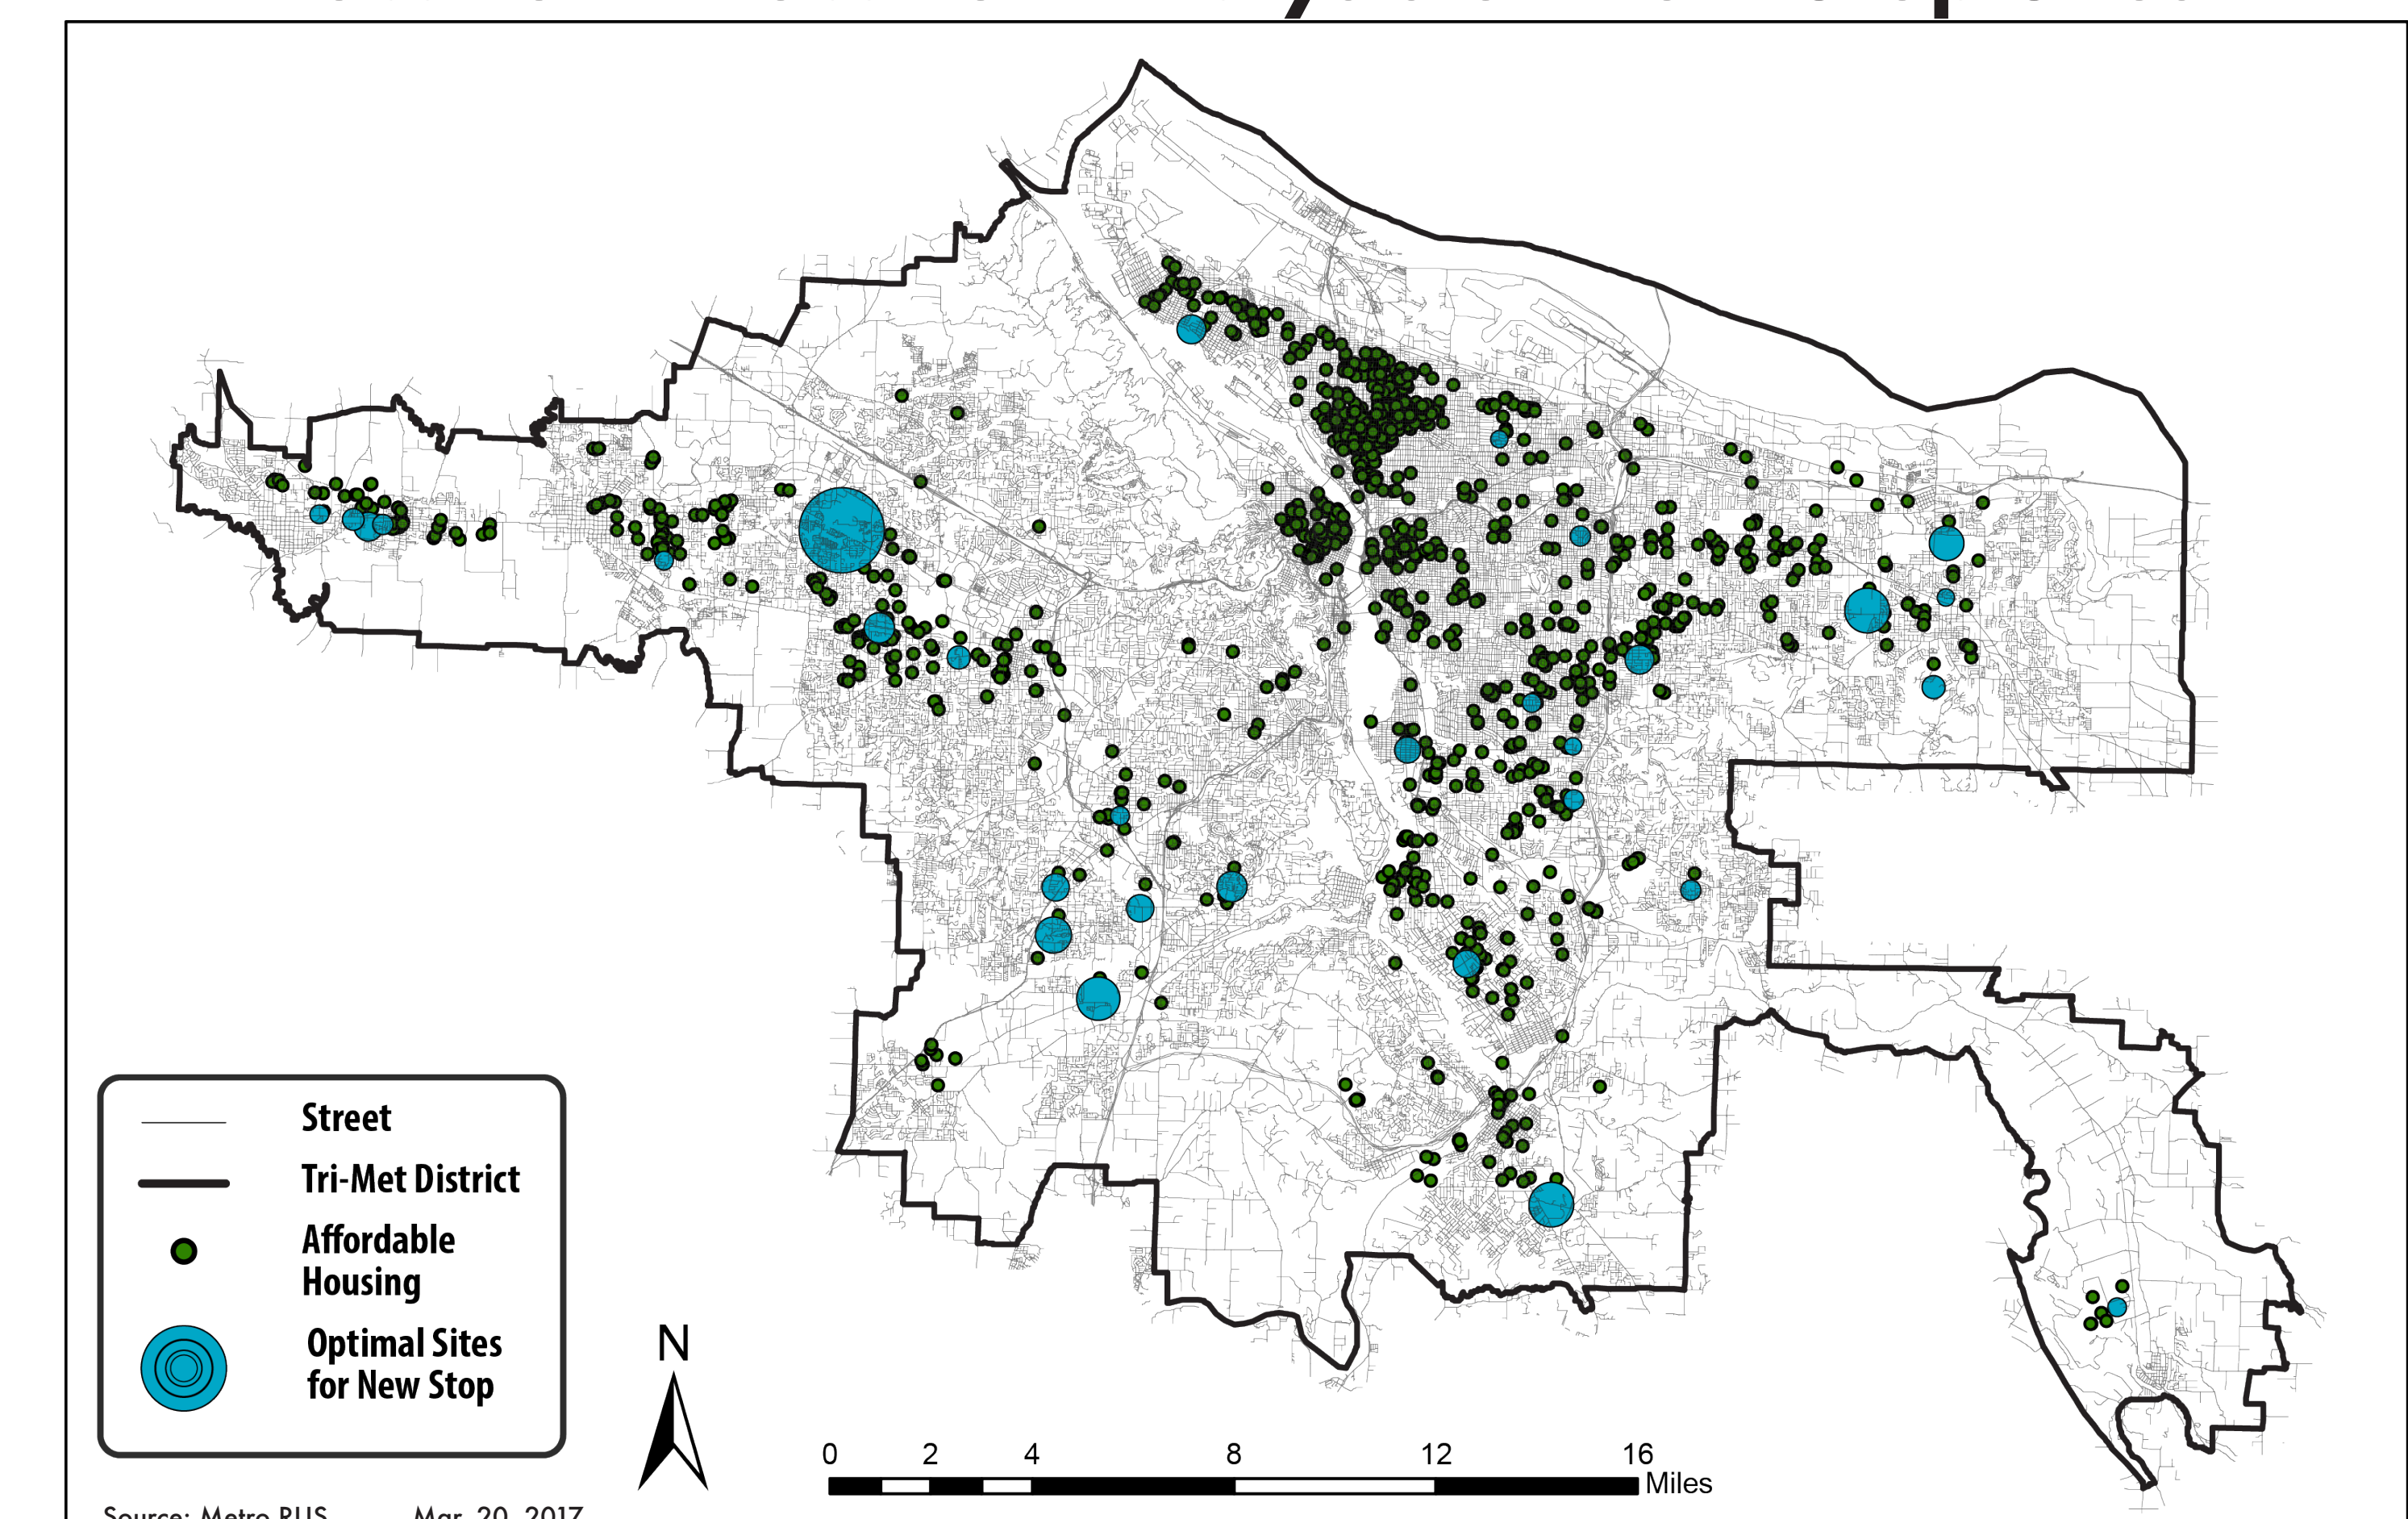 Street
Tri-Met District
Affordable
Housing
Optimal Sites
for New Stop
N
0 2 4 8 12 16
Miles
Source: Metro RLIS Mar. 20, 2017